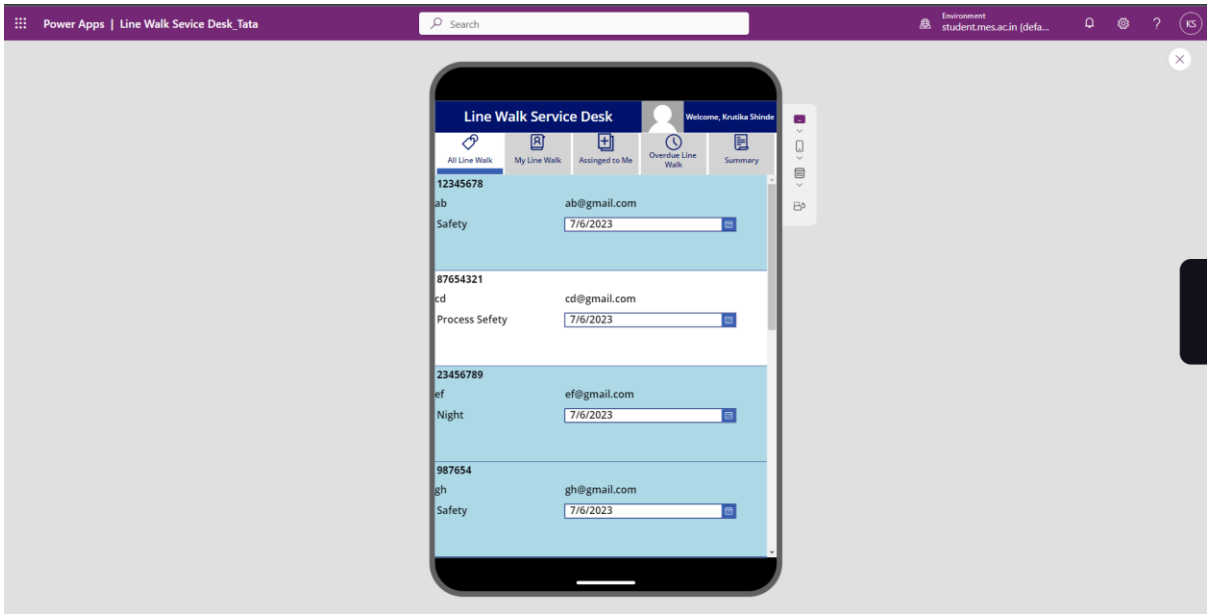 Power Apps | Line Walk Sevice Desk_Tata
Search
Environment
student.mes.ac.in (defa...
?
KS
Line Walk Service Desk
Welcome, Krutika Shinde
All Line Walk
My Line Walk
Assinged to Me
Overdue Line
Walk
Summary
12345678
ab ab@gmail.com
Safety 7/6/2023
87654321
cd cd@gmail.com
Process Sefety 7/6/2023
23456789
ef ef@gmail.com
Night 7/6/2023
987654
gh gh@gmail.com
Safety 7/6/2023